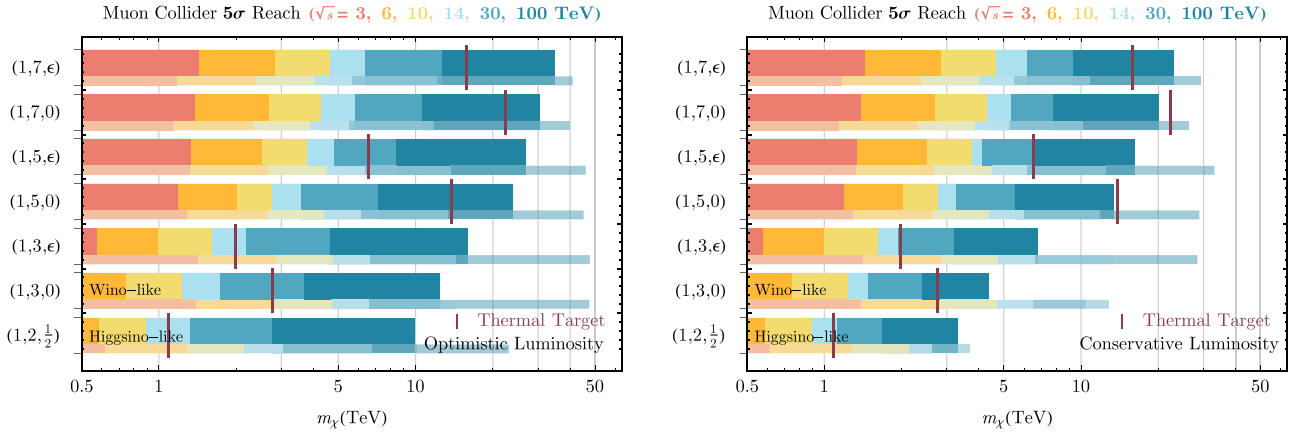 Muon Collider 5σ Reach (√s = 3, 6, 10, 14, 30, 100 TeV)
(1,7,ϵ)
(1,7,0)
(1,5,ϵ)
(1,5,0)
(1,3,ϵ)
(1,3,0)
(1,2,1/2)
Wino−like
Higgsino−like
Thermal Target
Optimistic Luminosity
0.5 1 5 10 50
mχ(TeV)
Muon Collider 5σ Reach (√s = 3, 6, 10, 14, 30, 100 TeV)
(1,7,ϵ)
(1,7,0)
(1,5,ϵ)
(1,5,0)
(1,3,ϵ)
(1,3,0)
(1,2,1/2)
Wino−like
Higgsino−like
Thermal Target
Conservative Luminosity
0.5 1 5 10 50
mχ(TeV)